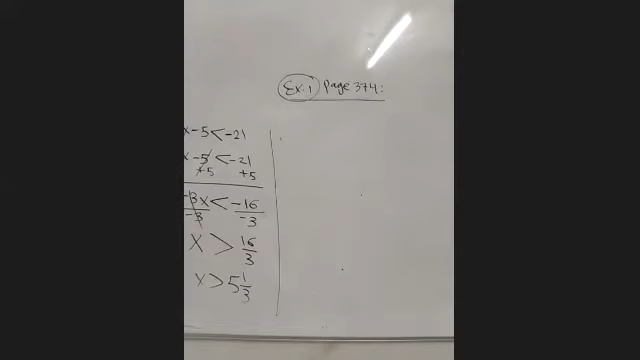 Ex. 1 Page 374:
x - 5 < -21
x - 5 < -21
+5 +5
-3x < -16
-3 -3
x > 16/3
x > 5 1/3